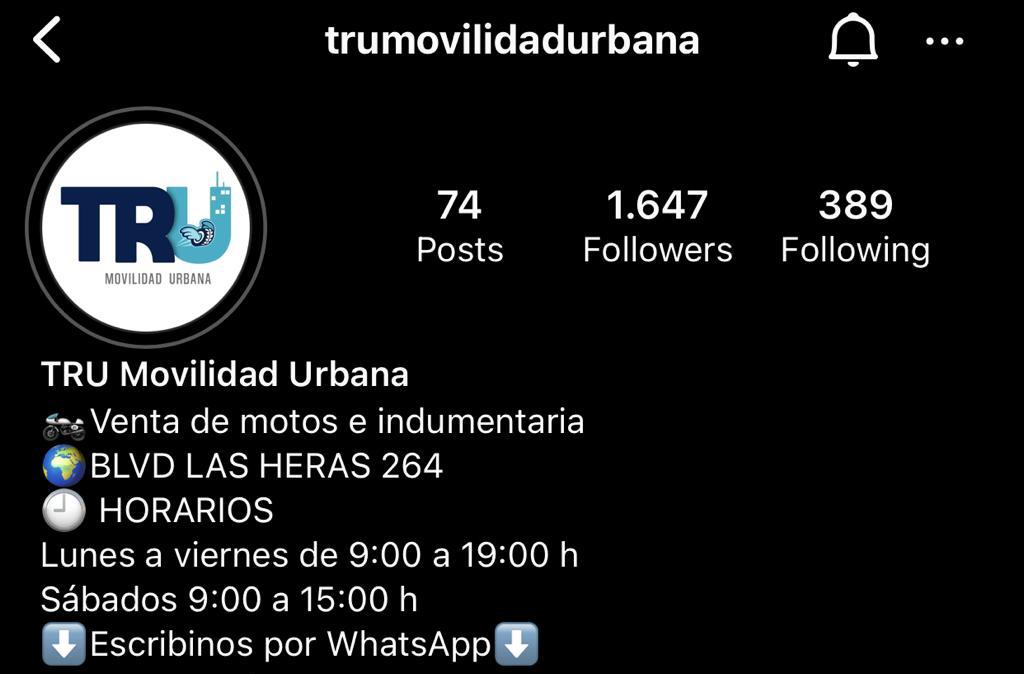 trumovilidadurbana
TRU
MOVILIDAD URBANA
74
Posts
1.647
Followers
389
Following
TRU Movilidad Urbana
🏍️Venta de motos e indumentaria
🌍BLVD LAS HERAS 264
🕘 HORARIOS
Lunes a viernes de 9:00 a 19:00 h
Sábados 9:00 a 15:00 h
⬇️Escribinos por WhatsApp⬇️